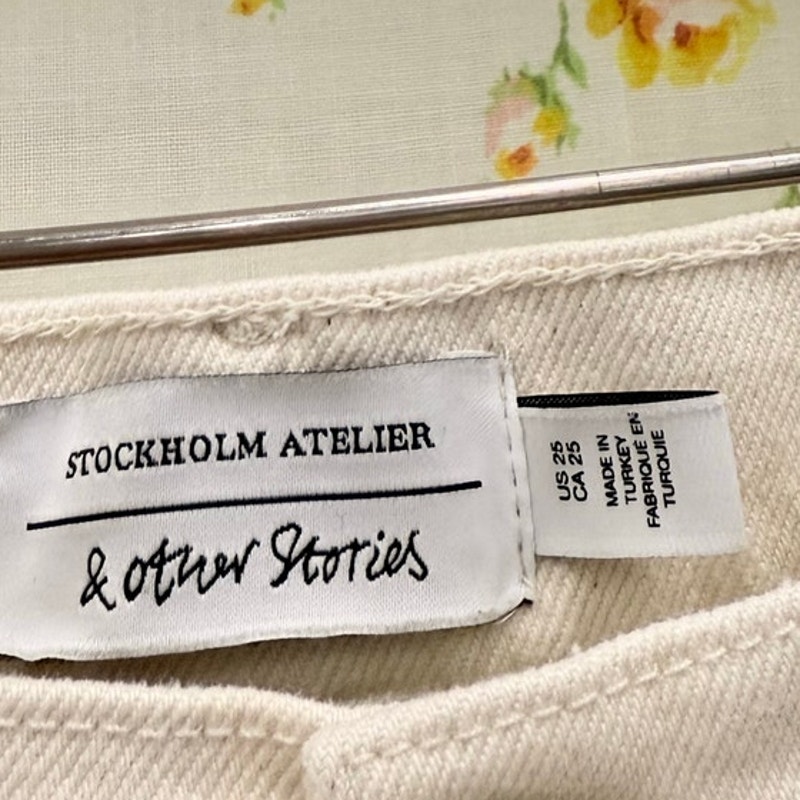 STOCKHOLM ATELIER
& other Stories
US 25
CA 25
MADE IN
TURKEY
FABRIQUÉ EN
TURQUIE